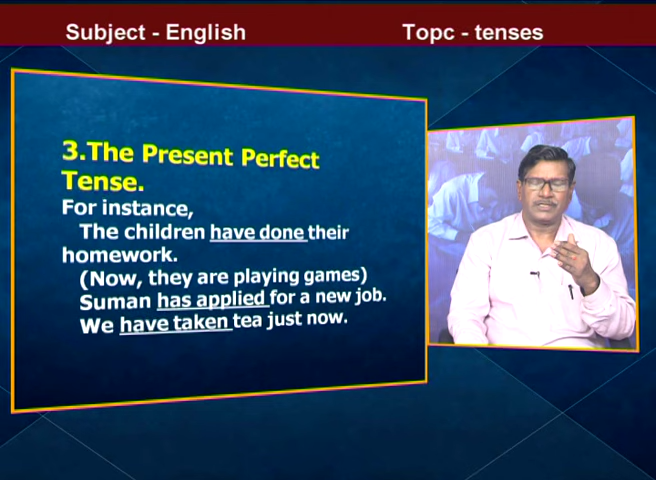 Subject - English
Topc - tenses
3.The Present Perfect
Tense.
For instance,
The children have done their
homework.
(Now, they are playing games)
Suman has applied for a new job.
We have taken tea just now.